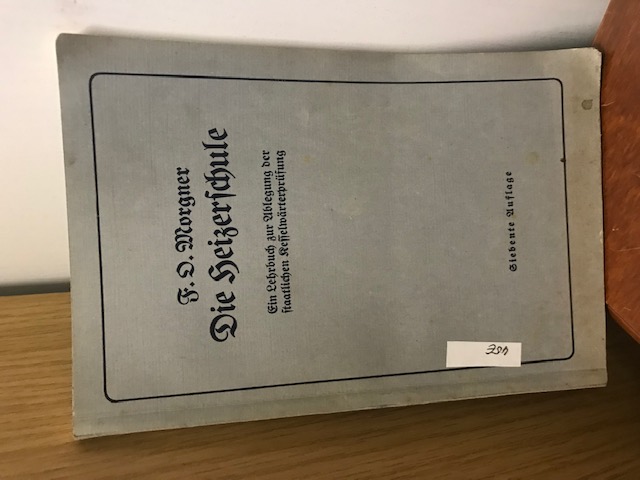 F. O. Morgner
Die Heizerschule
Ein Lehrbuch zur Ablegung der
staatlichen Kesselwärterprüfung
Siebente Auflage